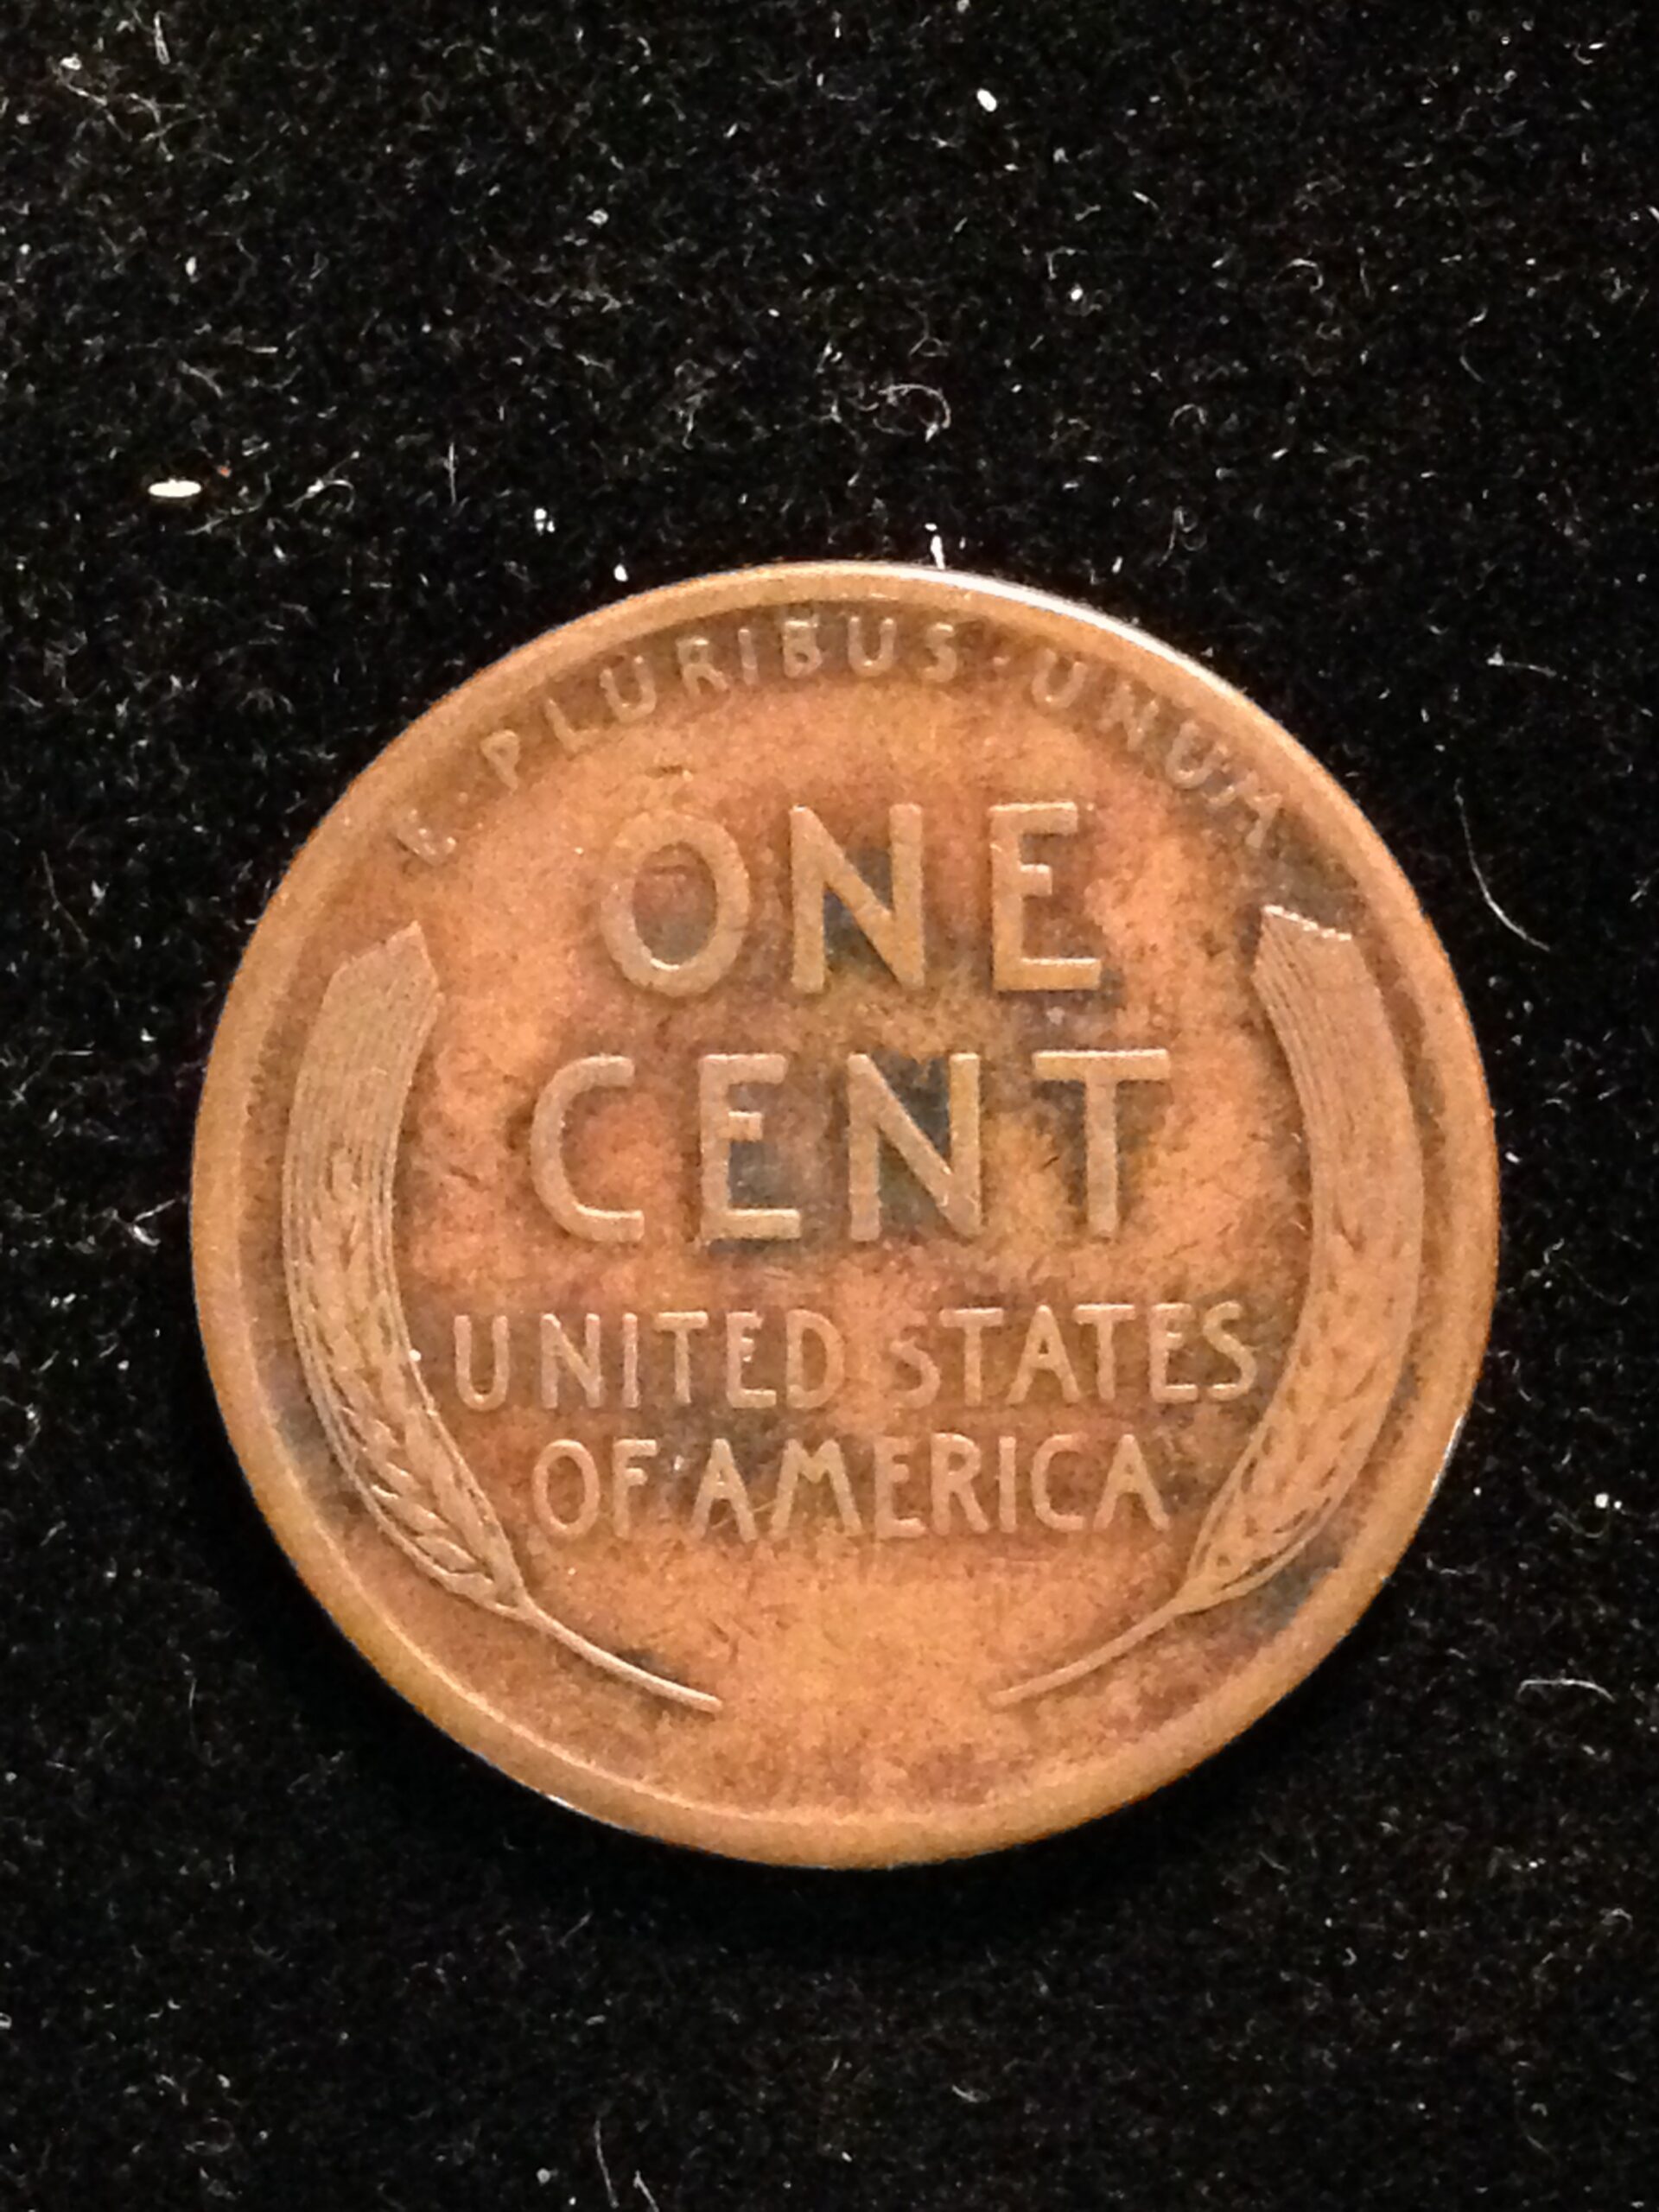 E·PLURIBUS·UNUM
ONE
CENT
UNITED STATES
OF AMERICA